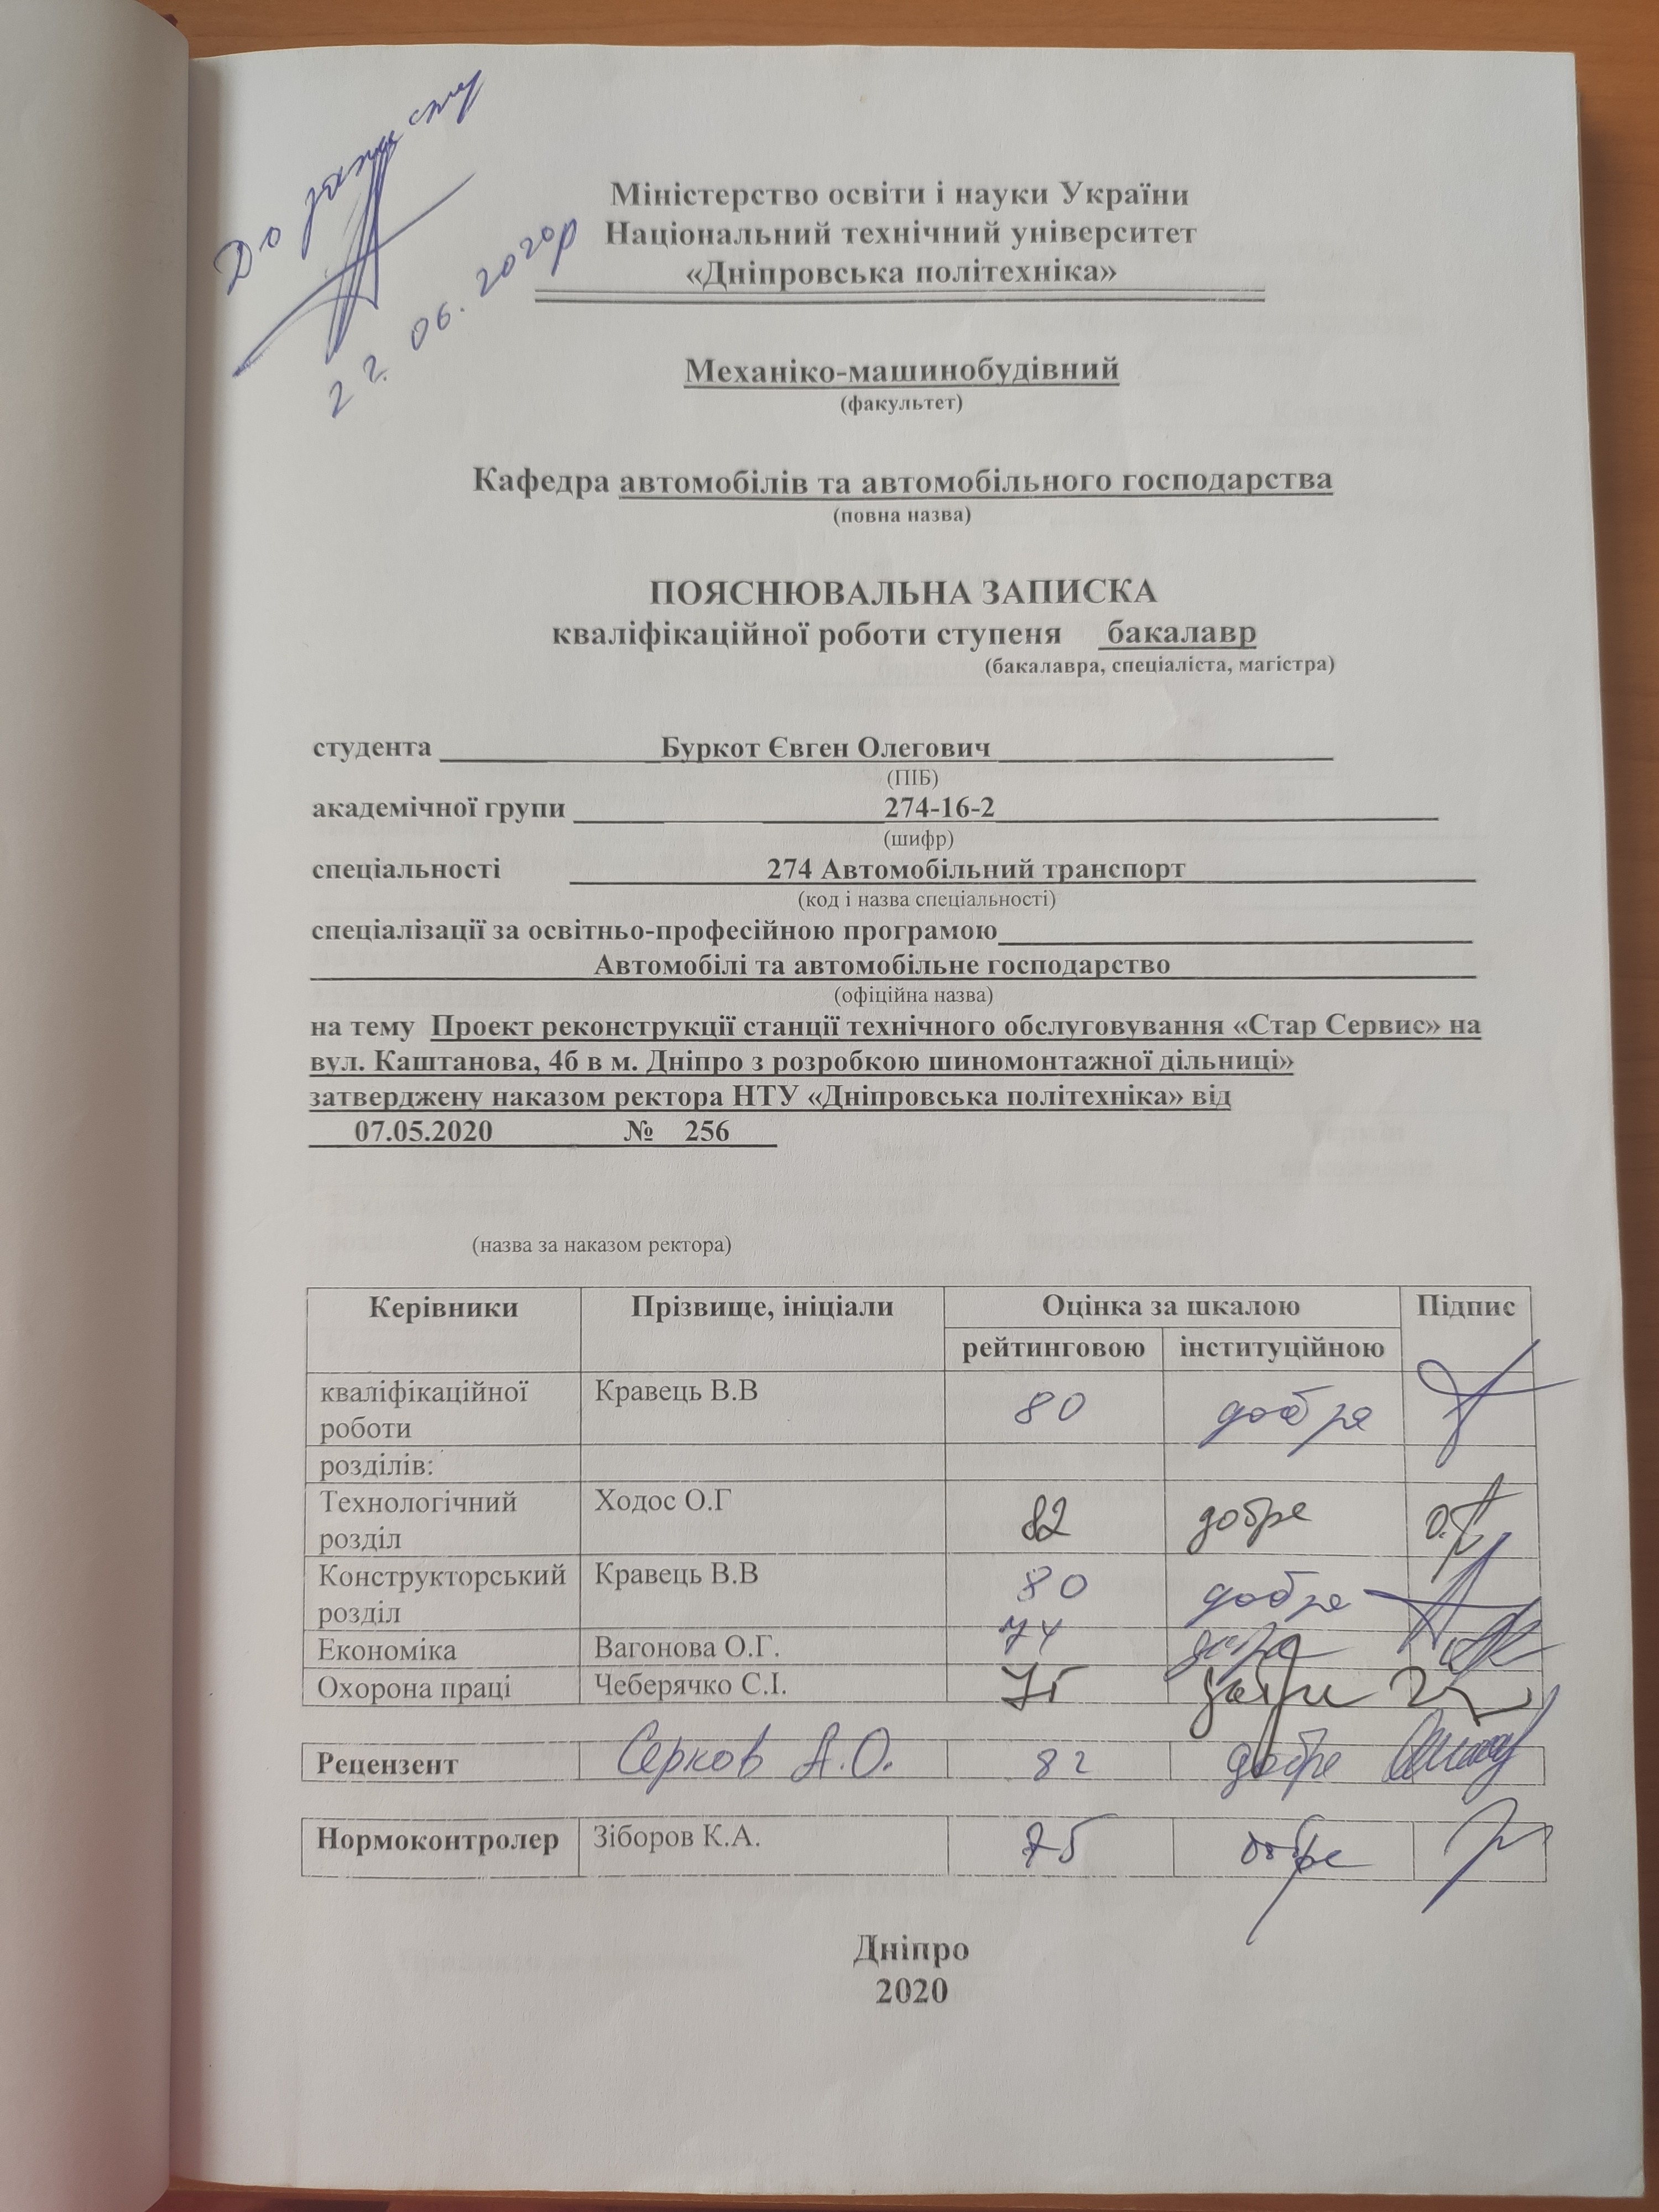 До захисту
22.06.2020р
Міністерство освіти і науки України
Національний технічний університет
«Дніпровська політехніка»
Механіко-машинобудівний
(факультет)
Кафедра автомобілів та автомобільного господарства
(повна назва)
ПОЯСНЮВАЛЬНА ЗАПИСКА
кваліфікаційної роботи ступеня бакалавр
(бакалавра, спеціаліста, магістра)
студента Буркот Євген Олегович
(ПІБ)
академічної групи 274-16-2
(шифр)
спеціальності 274 Автомобільний транспорт
(код і назва спеціальності)
спеціалізації за освітньо-професійною програмою
Автомобілі та автомобільне господарство
(офіційна назва)
на тему Проект реконструкції станції технічного обслуговування «Стар Сервис» на
вул. Каштанова, 4б в м. Дніпро з розробкою шиномонтажної дільниці»
затверджену наказом ректора НТУ «Дніпровська політехніка» від
07.05.2020 № 256
(назва за наказом ректора)
Керівники Прізвище, ініціали Оцінка за шкалою Підпис
рейтинговою інституційною
кваліфікаційної роботи Кравець В.В 80 добре
розділів:
Технологічний розділ Ходос О.Г 82 добре
Конструкторський розділ Кравець В.В 80 добре
Економіка Вагонова О.Г. 74 добре
Охорона праці Чеберячко С.І. 75 добре
Рецензент Серков А.О. 82 добре
Нормоконтролер Зіборов К.А. 75 добре
Дніпро
2020